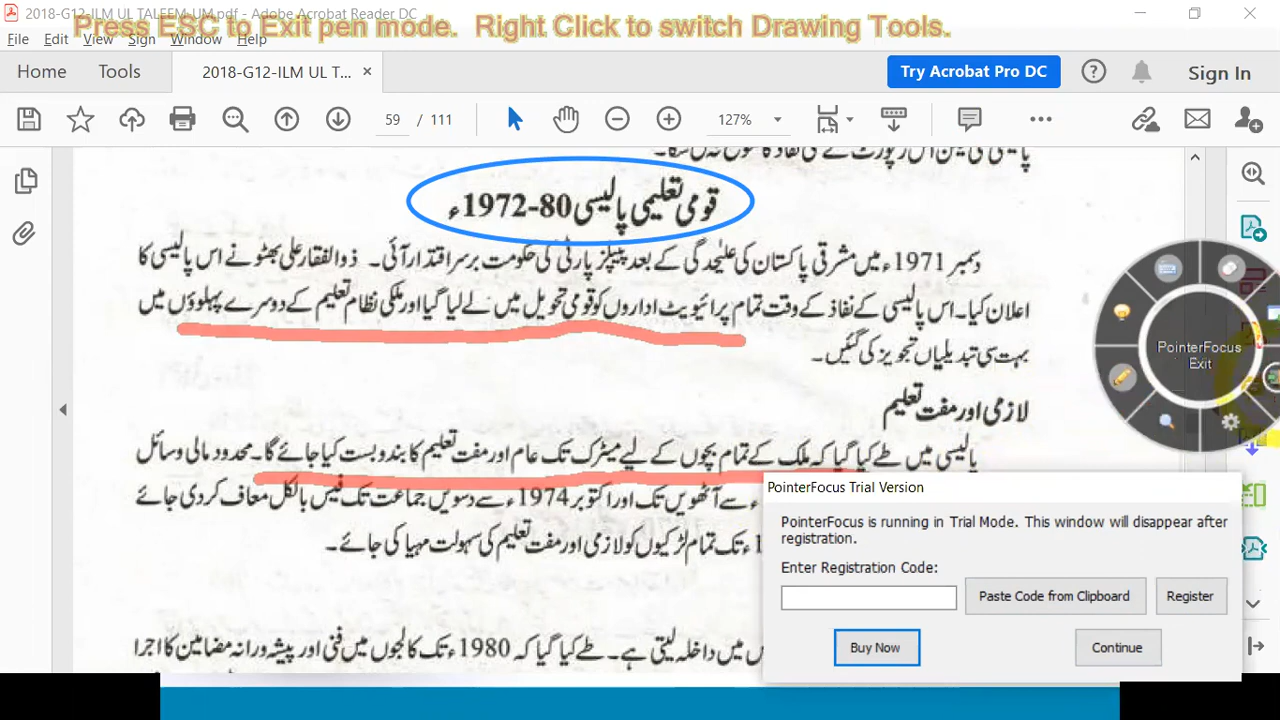 2018-G12-ILM UL TALEEM-UM.pdf - Adobe Acrobat Reader DC
Press ESC to Exit pen mode. Right Click to switch Drawing Tools.
File Edit View Sign Window Help
Home Tools 2018-G12-ILM UL T... × Try Acrobat Pro DC Sign In
59 / 111 127%
قومی تعلیمی پالیسی 80-1972ء
دسمبر 1971ء میں مشرقی پاکستان کی علیٰحدگی کے بعد پیپلز پارٹی کی حکومت برسر اقتدار آئی۔ ذوالفقار علی بھٹو نے اس پالیسی کا
اعلان کیا۔ اس پالیسی کے نفاذ کے وقت تمام پرائیویٹ اداروں کو قومی تحویل میں لے لیا گیا اور ملکی نظام تعلیم کے دوسرے پہلوؤں میں
بہت سی تبدیلیاں تجویز کی گئیں۔
لازمی اور مفت تعلیم
پالیسی میں طے کیا گیا کہ ملک کے تمام بچوں کے لیے میٹرک تک عام اور مفت تعلیم کا بندوبست کیا جائے گا۔ محدود مالی وسائل
ء سے آٹھویں تک اور اکتوبر 1974ء سے دسویں جماعت تک فیس بالکل معاف کر دی جائے
ء تک تمام لڑکیوں کو لازمی اور مفت تعلیم کی سہولت مہیا کی جائے۔
میں داخلہ لیتی ہے۔ طے کیا گیا کہ 1980ء تک کالجوں میں فنی اور پیشہ ورانہ مضامین کا اجرا
PointerFocus
Exit
PointerFocus Trial Version
PointerFocus is running in Trial Mode. This window will disappear after
registration.
Enter Registration Code:
Paste Code from Clipboard Register
Buy Now Continue